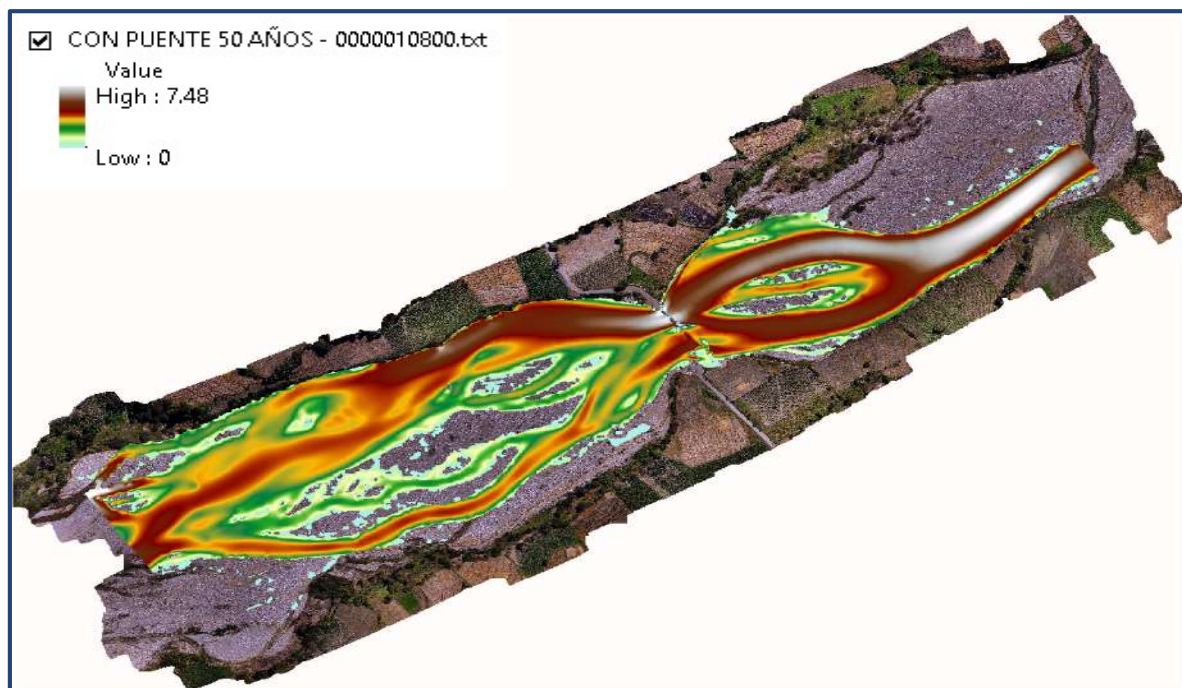 CON PUENTE 50 AÑOS - 0000010800.txt
Value
High : 7.48
Low : 0